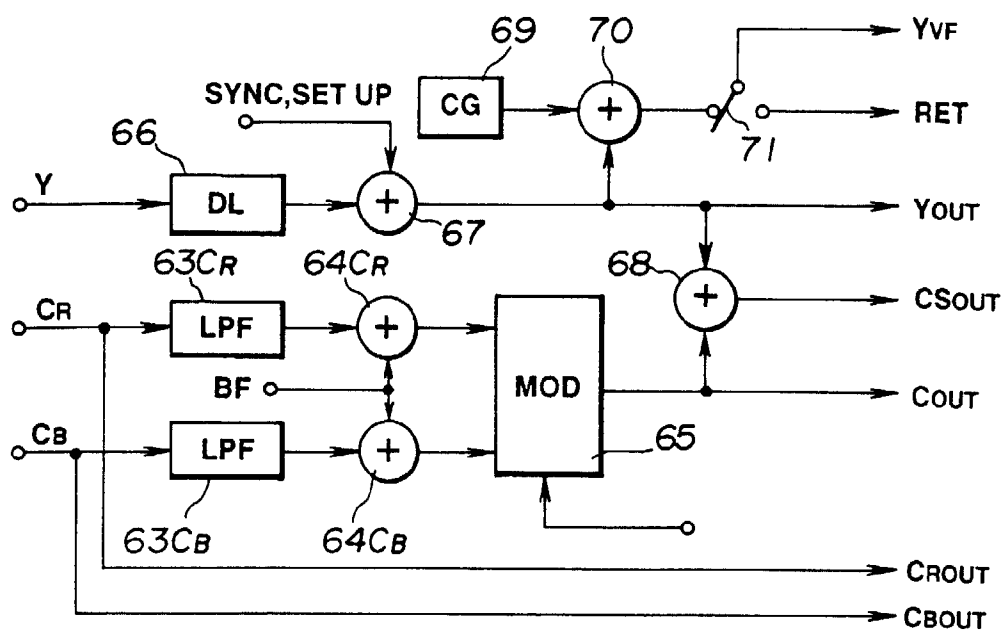 69
70
YVF
SYNC,SET UP
CG
+
RET
71
66
Y
DL
+
67
YOUT
63CR
64CR
68
+
CSOUT
CR
LPF
+
BF
MOD
COUT
CB
LPF
+
65
63CB
64CB
CROUT
CBOUT